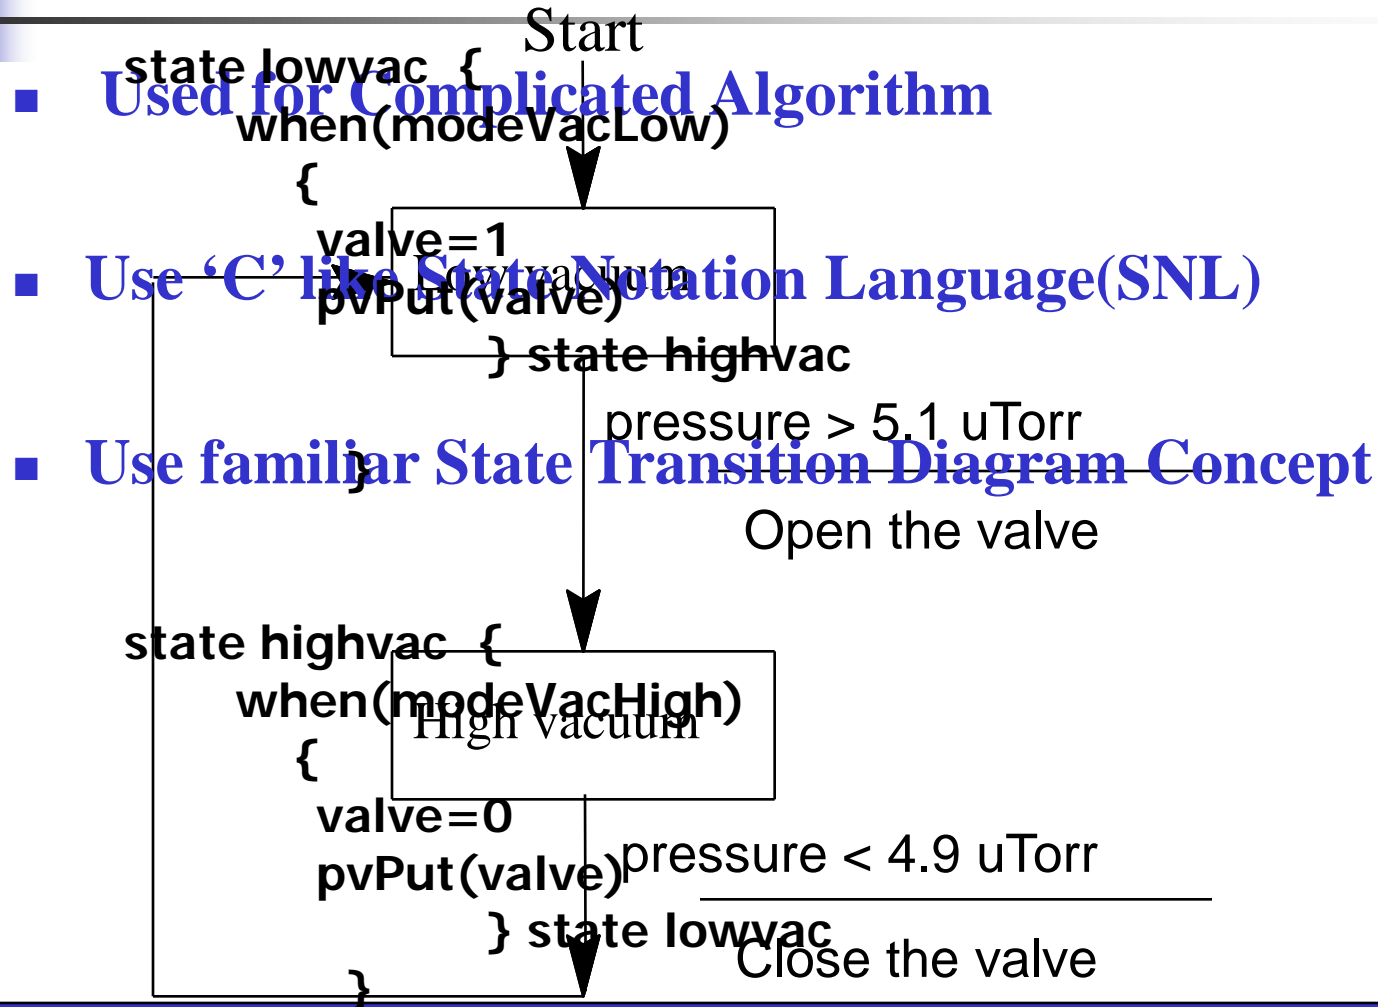 Start
state lowvac {
■ Used for Complicated Algorithm
when(modeVacLow)
{
valve=1
Low vacuum
■ Use ‘C’ like State Notation Language(SNL)
pvPut(valve)
} state highvac
pressure > 5.1 uTorr
■ Use familiar State Transition Diagram Concept
}
Open the valve
state highvac {
when(modeVacHigh)
High vacuum
{
valve=0
pressure < 4.9 uTorr
pvPut(valve)
} state lowvac
Close the valve
}